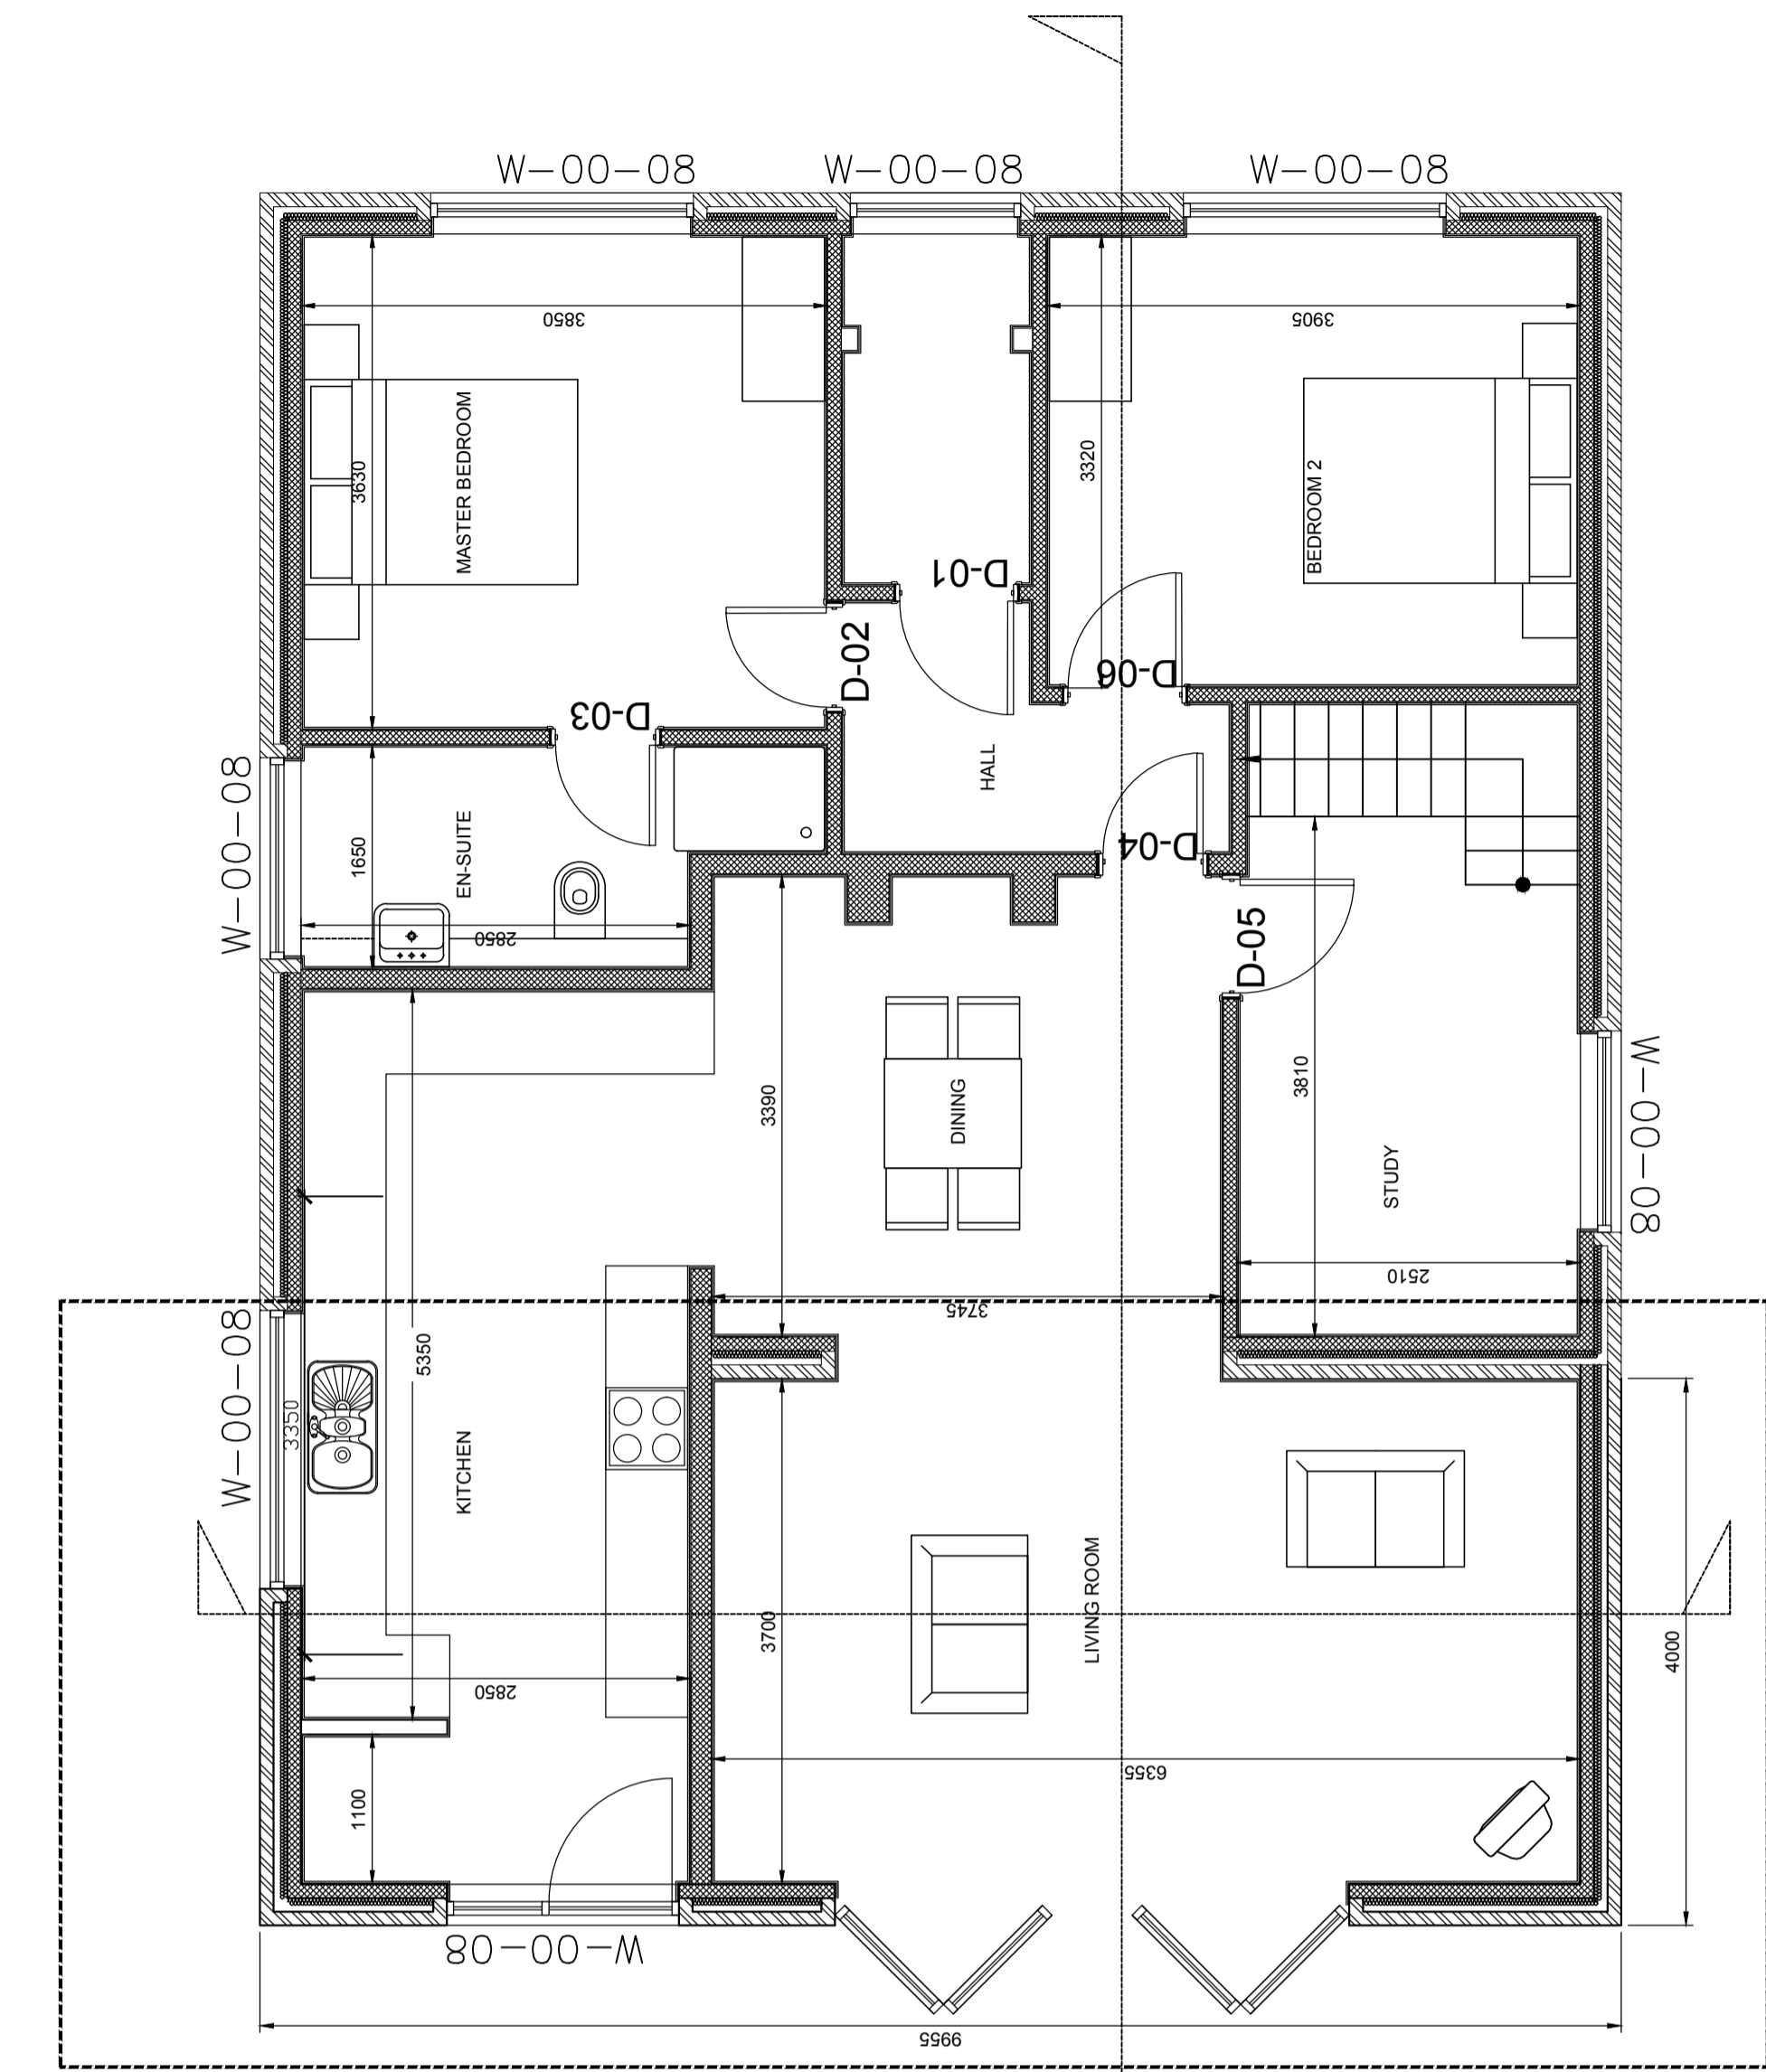 W-00-08
W-00-08
W-00-08
3850
3905
3630
MASTER BEDROOM
3320
BEDROOM 2
D-01
D-02
D-06
D-03
HALL
W-00-08
1650
EN-SUITE
D-04
2850
D-05
3390
DINING
3810
STUDY
W-00-08
2510
3745
W-00-08
3350
5350
KITCHEN
LIVING ROOM
3700
4000
2850
6355
1100
W-00-08
9955